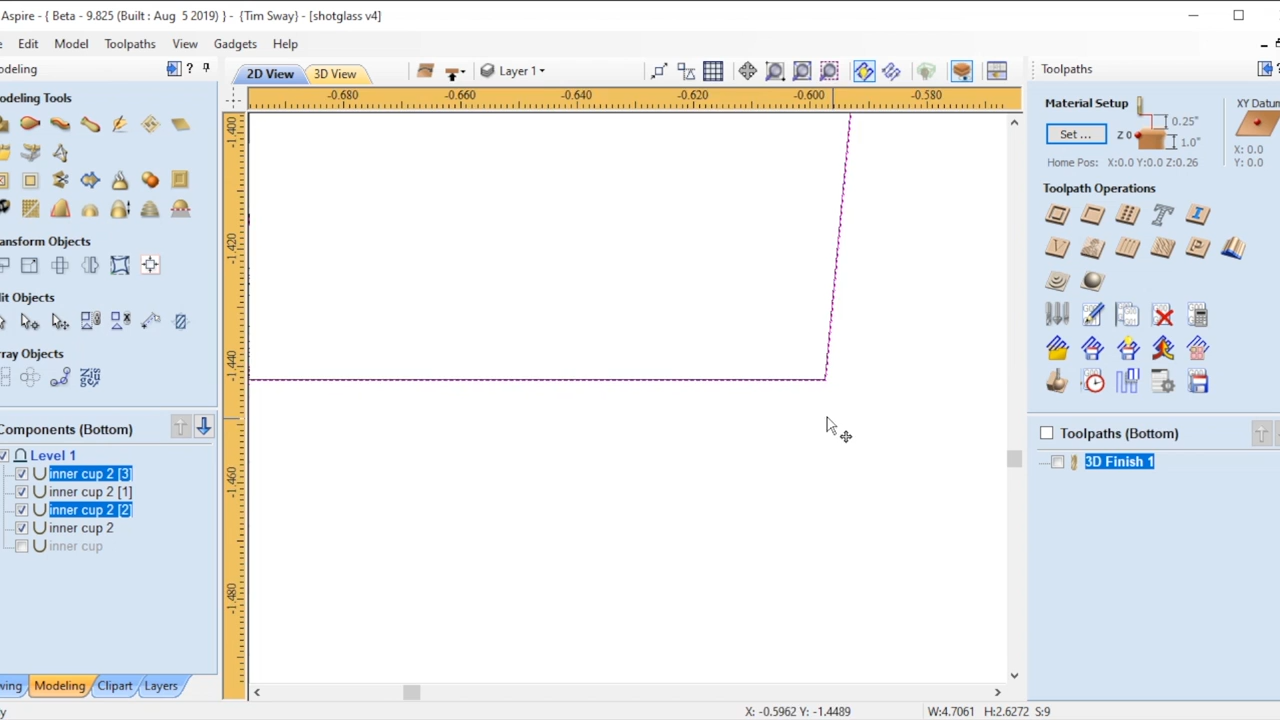 Aspire - { Beta - 9.825 (Built : Aug 5 2019) } - {Tim Sway} - [shotglass v4]
Edit Model Toolpaths View Gadgets Help
odeling ?
2D View 3D View Layer 1 Toolpaths
odeling Tools
-0.680 -0.660 -0.640 -0.620 -0.600 -0.580
Material Setup XY Datum
Set ... Z 0 0.25" 1.0"
X: 0.0
Y: 0.0
Home Pos: X:0.0 Y:0.0 Z:0.26
Toolpath Operations
-1.400
-1.420
-1.440
-1.460
-1.480
ansform Objects
lit Objects
rray Objects
Components (Bottom)
Level 1
inner cup 2 [3]
inner cup 2 [1]
inner cup 2 [2]
inner cup 2
inner cup
Toolpaths (Bottom)
3D Finish 1
wing Modeling Clipart Layers
y X: -0.5962 Y: -1.4489 W:4.7061 H:2.6272 S:9